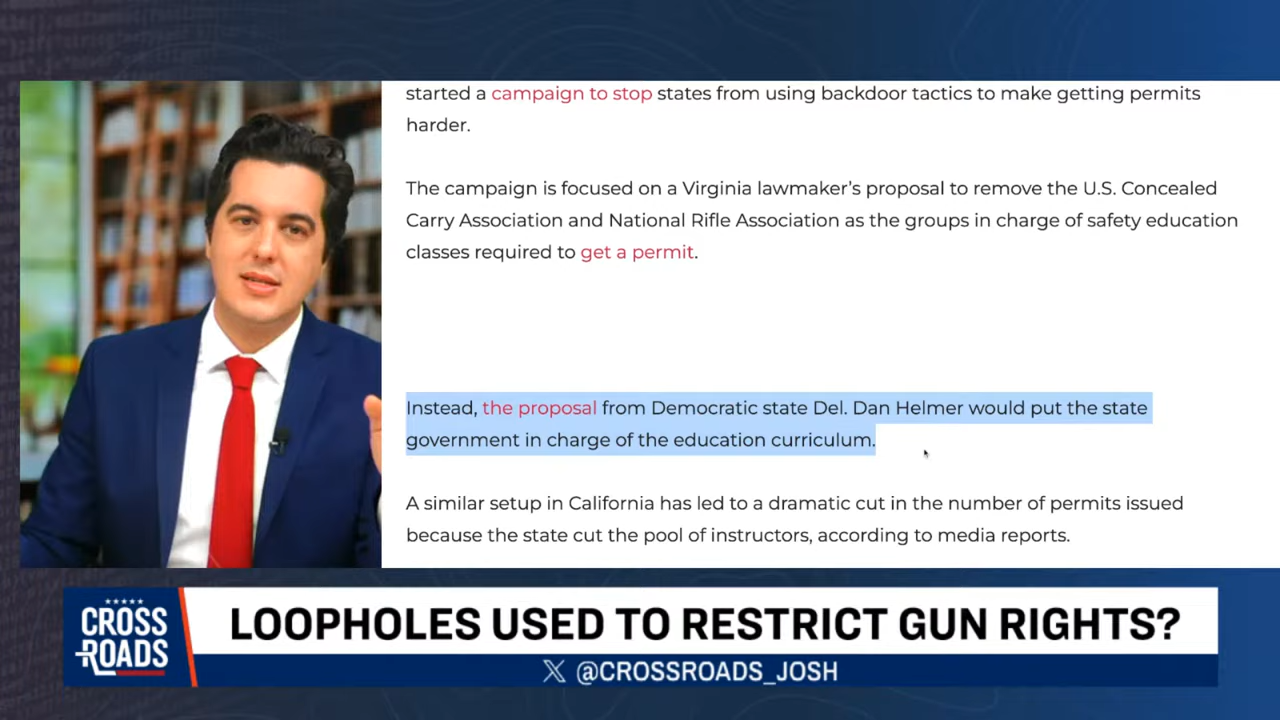 started a campaign to stop states from using backdoor tactics to make getting permits
harder.
The campaign is focused on a Virginia lawmaker's proposal to remove the U.S. Concealed
Carry Association and National Rifle Association as the groups in charge of safety education
classes required to get a permit.
Instead, the proposal from Democratic state Del. Dan Helmer would put the state
government in charge of the education curriculum.
A similar setup in California has led to a dramatic cut in the number of permits issued
because the state cut the pool of instructors, according to media reports.
CROSS
ROADS
LOOPHOLES USED TO RESTRICT GUN RIGHTS?
X @CROSSROADS_JOSH